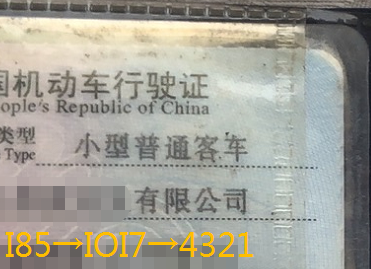 国机动车行驶证
eople's Republic of China
类型 小型普通客车
Type
有限公司
I85→IOI7→4321